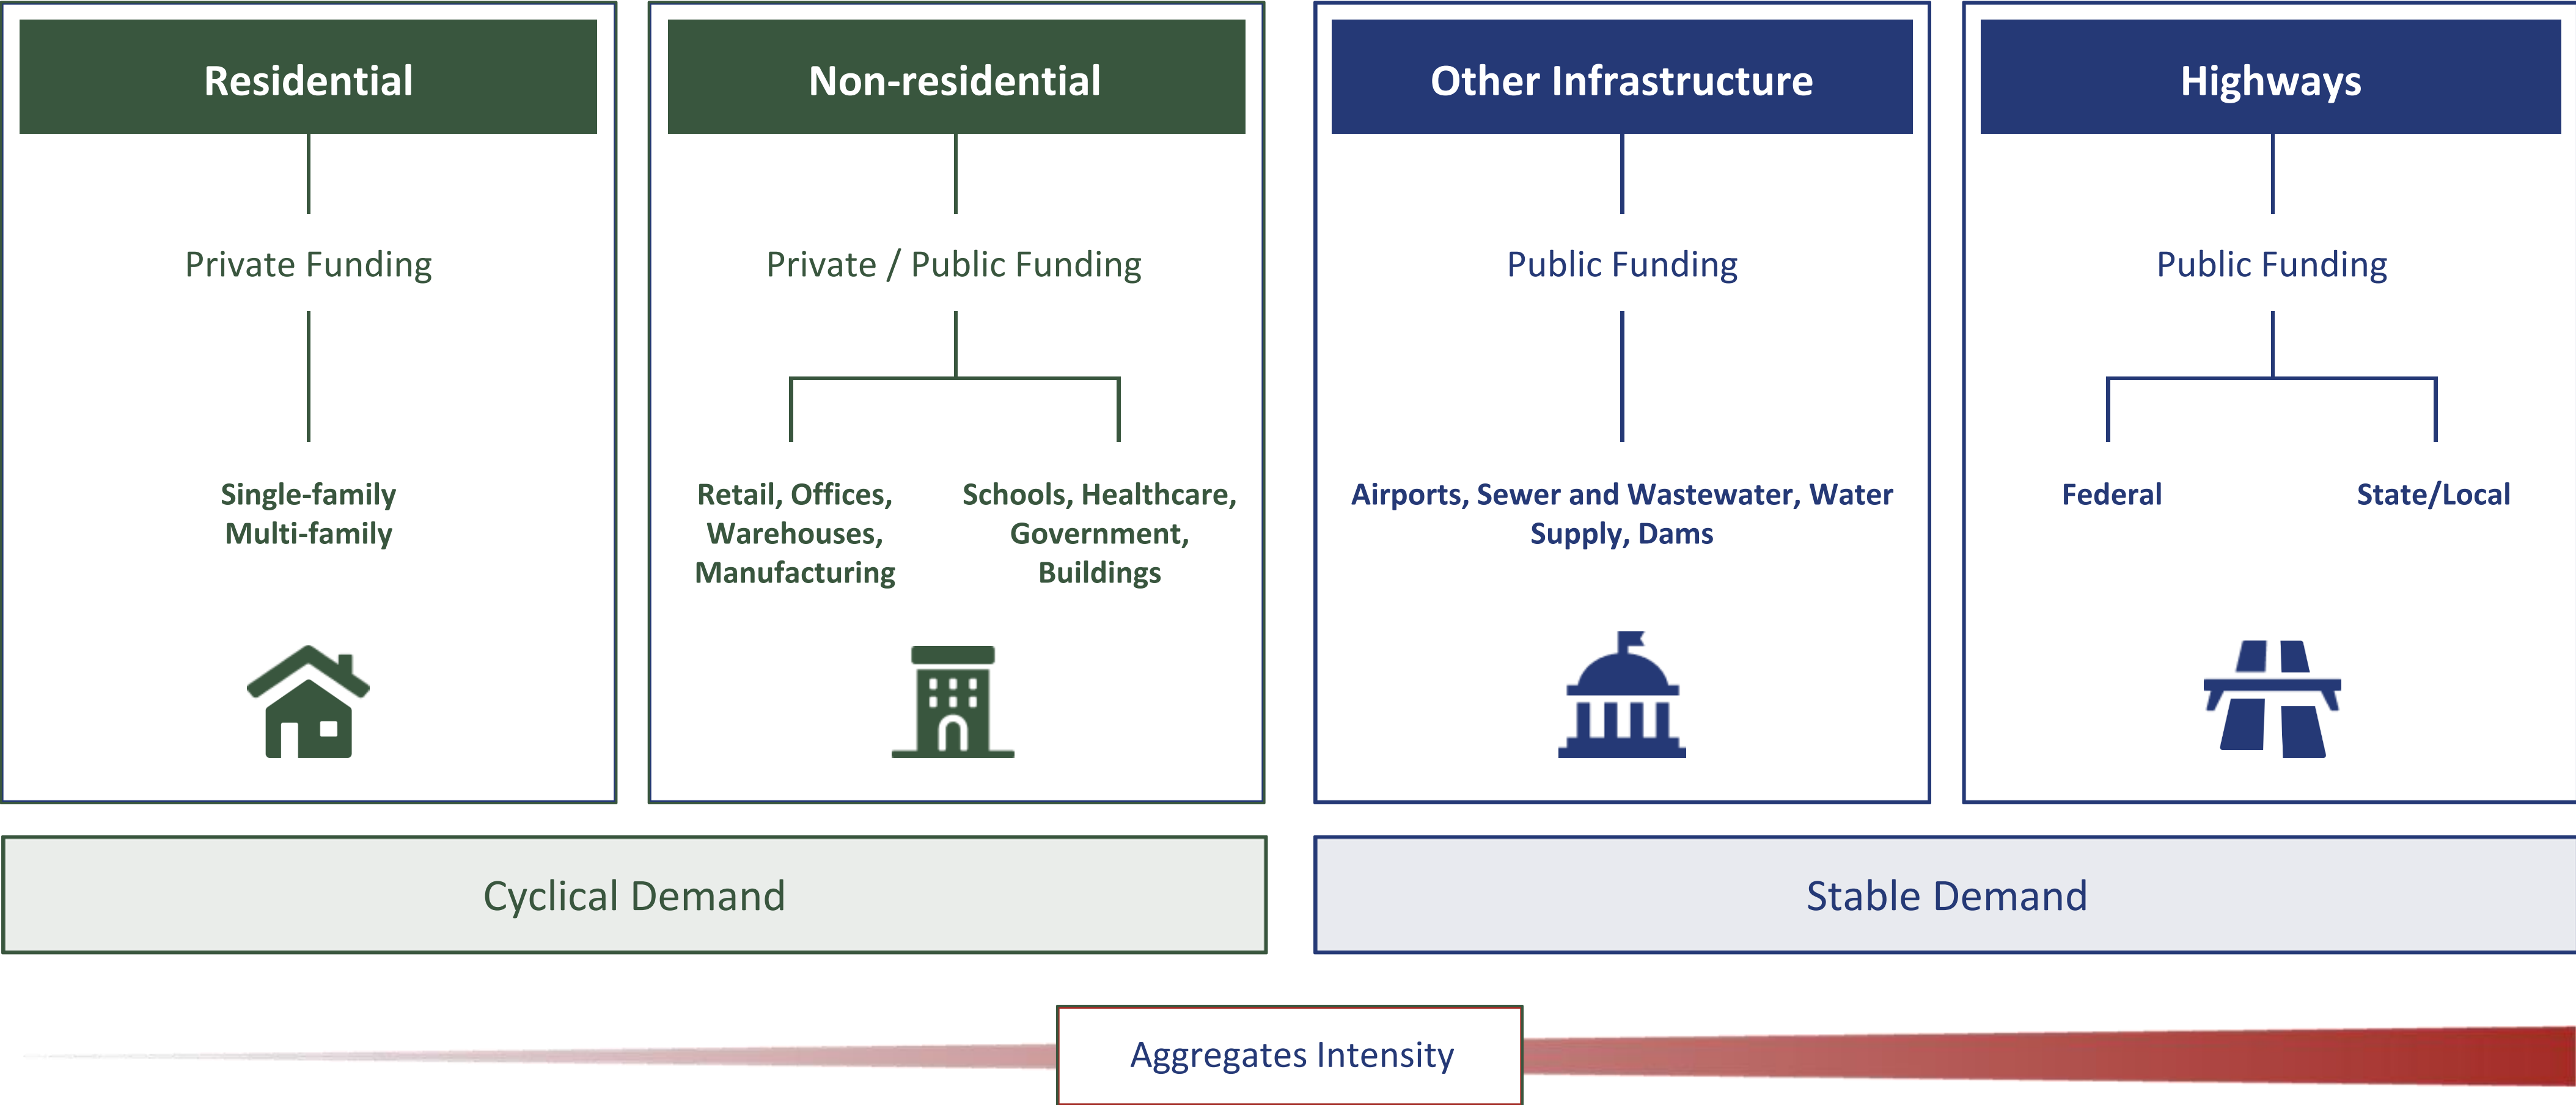 Residential
Private Funding
Single-family
Multi-family
Non-residential
Private / Public Funding
Retail, Offices,
Warehouses,
Manufacturing
Schools, Healthcare,
Government,
Buildings
Other Infrastructure
Public Funding
Airports, Sewer and Wastewater, Water
Supply, Dams
Highways
Public Funding
Federal
State/Local
Cyclical Demand
Stable Demand
Aggregates Intensity